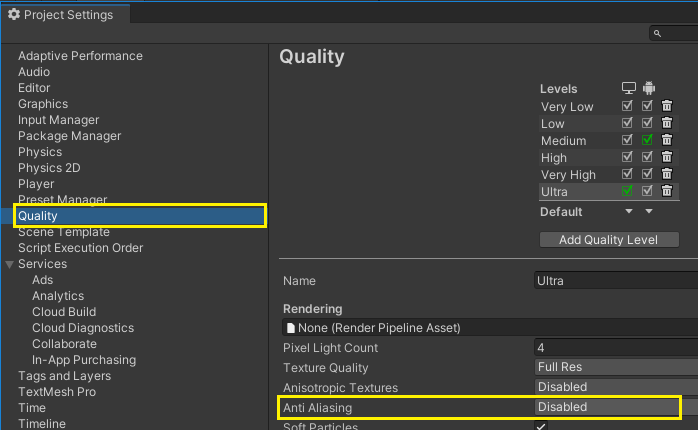 Project Settings
Adaptive Performance
Audio
Editor
Graphics
Input Manager
Package Manager
Physics
Physics 2D
Player
Preset Manager
Quality
Scene Template
Script Execution Order
Services
Ads
Analytics
Cloud Build
Cloud Diagnostics
Collaborate
In-App Purchasing
Tags and Layers
TextMesh Pro
Time
Timeline
Quality
Levels
Very Low
Low
Medium
High
Very High
Ultra
Default
Add Quality Level
Name Ultra
Rendering
None (Render Pipeline Asset)
Pixel Light Count 4
Texture Quality Full Res
Anisotropic Textures Disabled
Anti Aliasing Disabled
Soft Particles